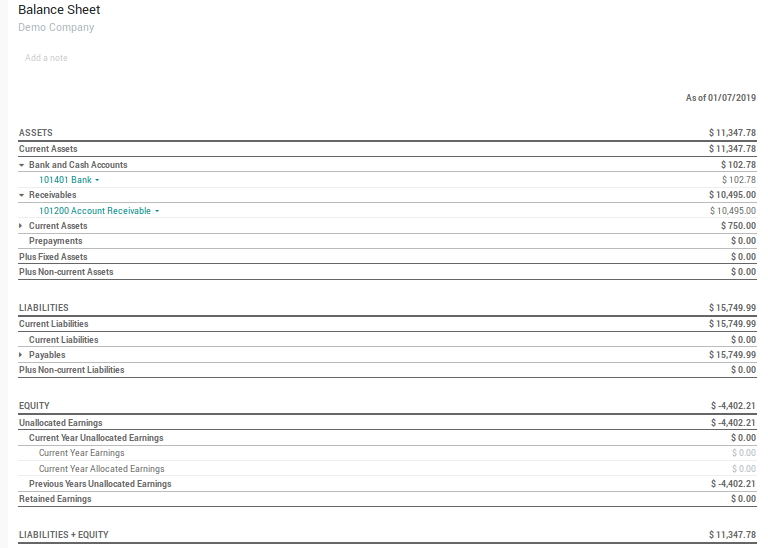 Balance Sheet
Demo Company
Add a note
As of 01/07/2019
ASSETS $ 11,347.78
Current Assets $ 11,347.78
Bank and Cash Accounts $ 102.78
101401 Bank $ 102.78
Receivables $ 10,495.00
101200 Account Receivable $ 10,495.00
Current Assets $ 750.00
Prepayments $ 0.00
Plus Fixed Assets $ 0.00
Plus Non-current Assets $ 0.00
LIABILITIES $ 15,749.99
Current Liabilities $ 15,749.99
Current Liabilities $ 0.00
Payables $ 15,749.99
Plus Non-current Liabilities $ 0.00
EQUITY $ -4,402.21
Unallocated Earnings $ -4,402.21
Current Year Unallocated Earnings $ 0.00
Current Year Earnings $ 0.00
Current Year Allocated Earnings $ 0.00
Previous Years Unallocated Earnings $ -4,402.21
Retained Earnings $ 0.00
LIABILITIES + EQUITY $ 11,347.78